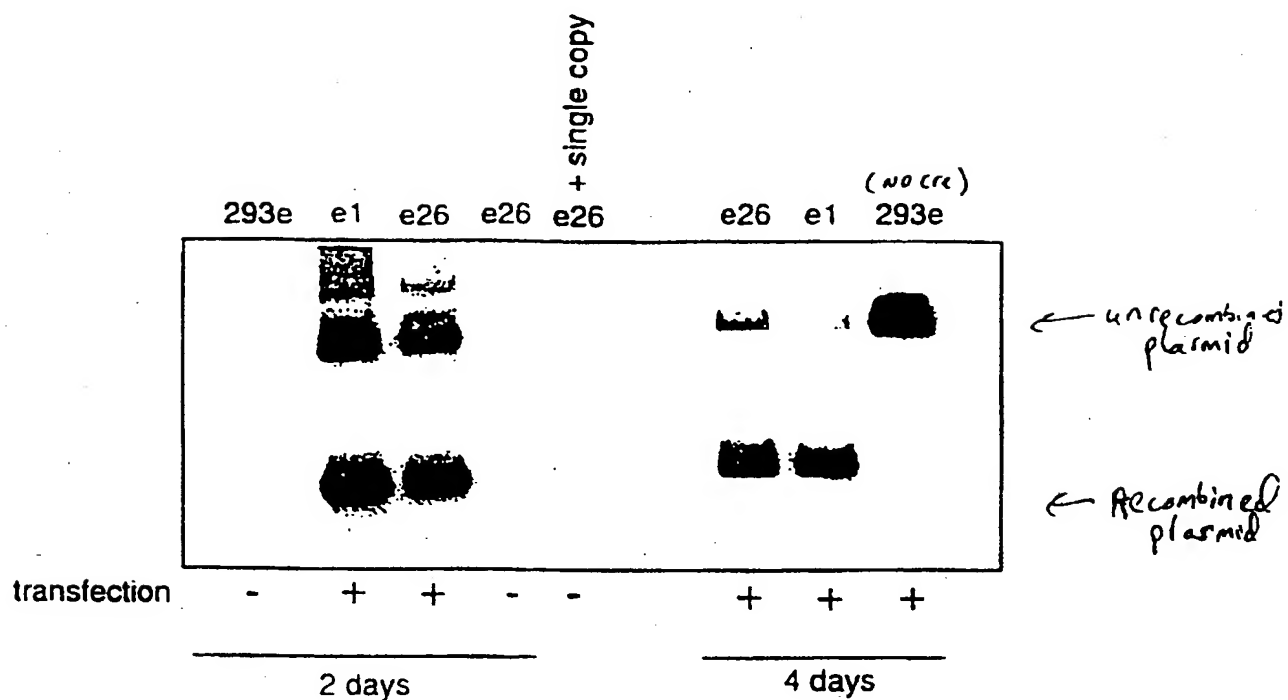 + single copy
(no cre)
293e e1 e26 e26 e26 e26 e1 293e
← unrecombined plasmid
← Recombined plasmid
transfection - + + - - + + +
2 days 4 days